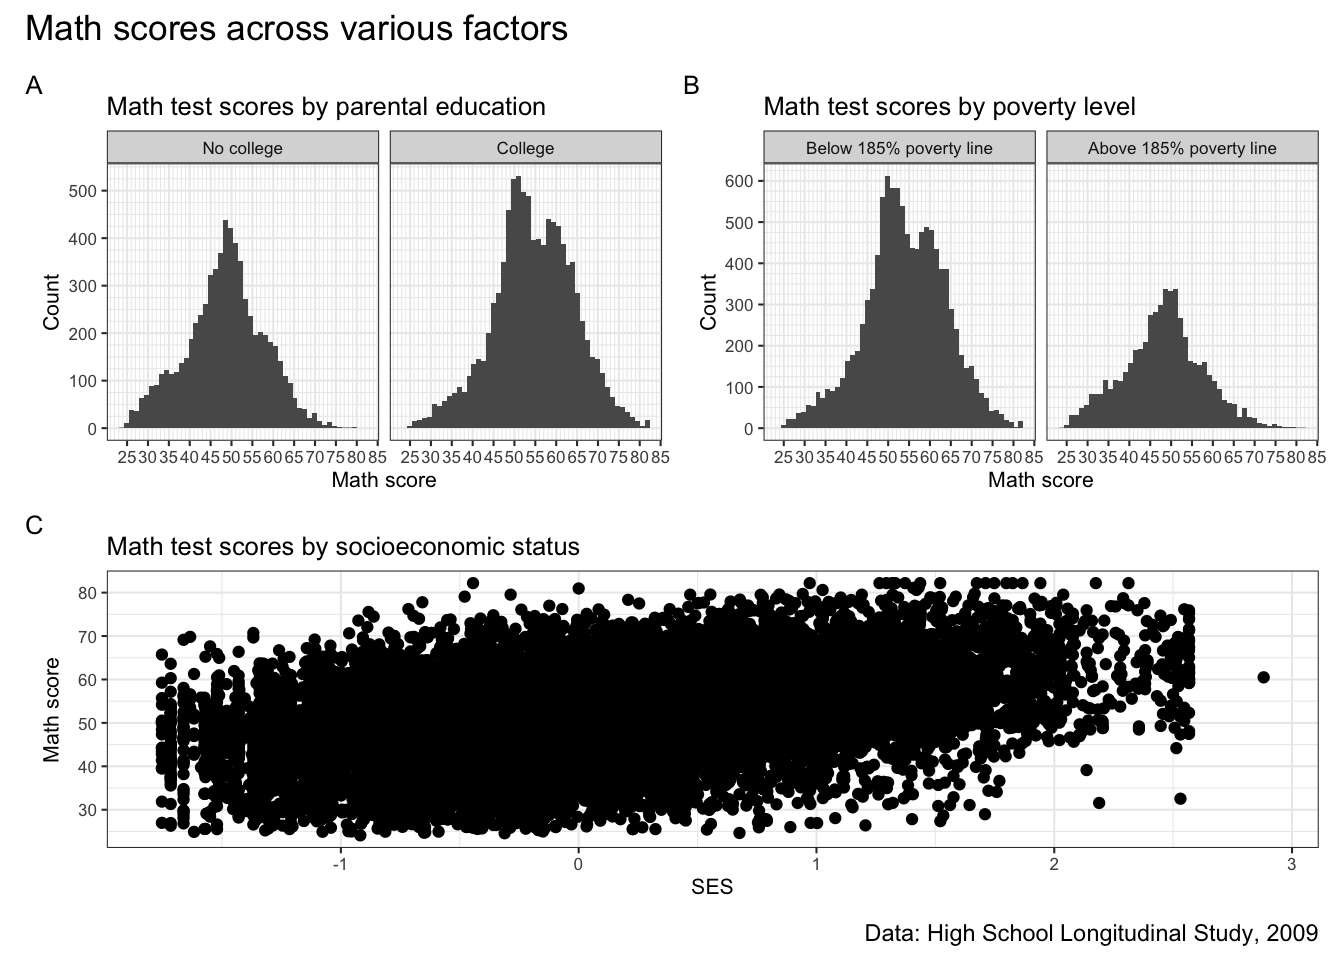 Math scores across various factors
A
Math test scores by parental education
No college College
500
400
300
200
100
0
Count
25 30 35 40 45 50 55 60 65 70 75 80 85 25 30 35 40 45 50 55 60 65 70 75 80 85
Math score
B
Math test scores by poverty level
Below 185% poverty line Above 185% poverty line
600
500
400
300
200
100
0
Count
25 30 35 40 45 50 55 60 65 70 75 80 85 25 30 35 40 45 50 55 60 65 70 75 80 85
Math score
C
Math test scores by socioeconomic status
80
70
60
50
40
30
Math score
-1 0 1 2 3
SES
Data: High School Longitudinal Study, 2009